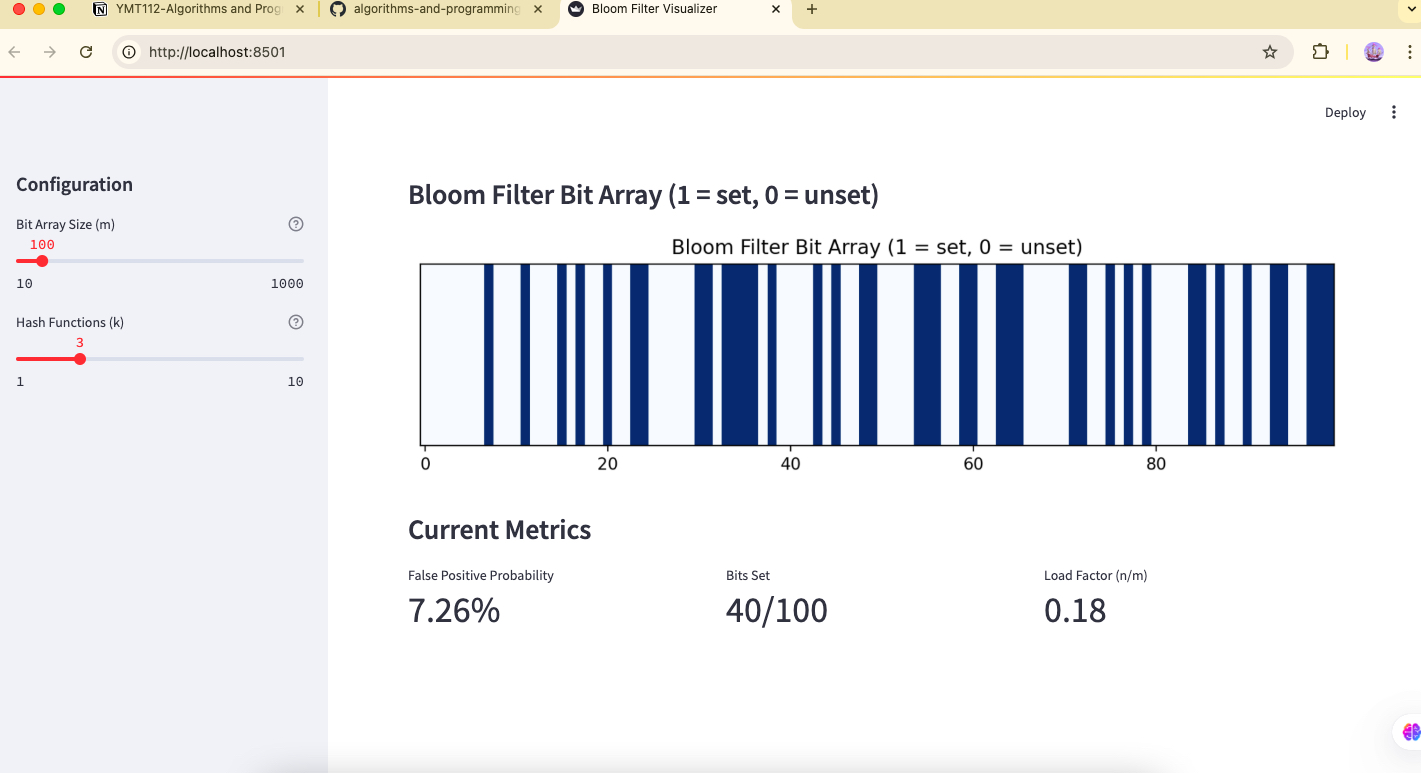 YMT112-Algorithms and Prog
algorithms-and-programming
Bloom Filter Visualizer
http://localhost:8501
Deploy
Configuration
Bit Array Size (m)
100
10 1000
Hash Functions (k)
3
1 10
Bloom Filter Bit Array (1 = set, 0 = unset)
Bloom Filter Bit Array (1 = set, 0 = unset)
0 20 40 60 80
Current Metrics
False Positive Probability Bits Set Load Factor (n/m)
7.26% 40/100 0.18